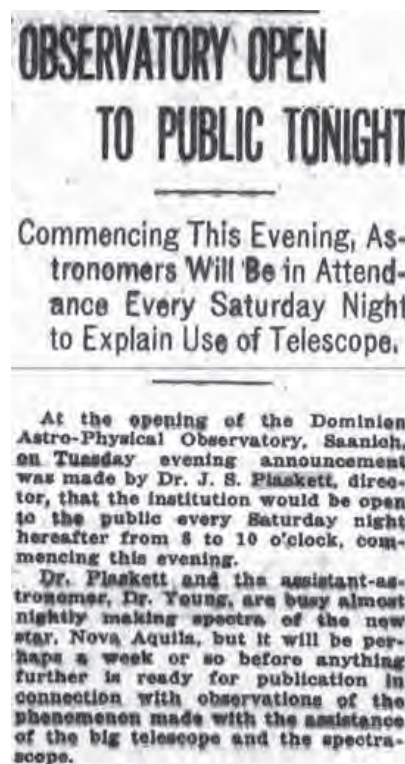 OBSERVATORY OPEN
TO PUBLIC TONIGHT
Commencing This Evening, As-
tronomers Will Be in Attend-
ance Every Saturday Night
to Explain Use of Telescope.
At the opening of the Dominion
Astro-Physical Observatory, Saanich,
on Tuesday evening announcement
was made by Dr. J. S. Plaskett, direc-
tor, that the institution would be open
to the public every Saturday night
hereafter from 8 to 10 o'clock, com-
mencing this evening.
Dr. Plaskett and the assistant-as-
tronomer, Dr. Young, are busy almost
nightly making spectra of the new
star, Nova Aquila, but it will be per-
haps a week or so before anything
further is ready for publication in
connection with observations of the
phenomenon made with the assistance
of the big telescope and the spectra-
scope.